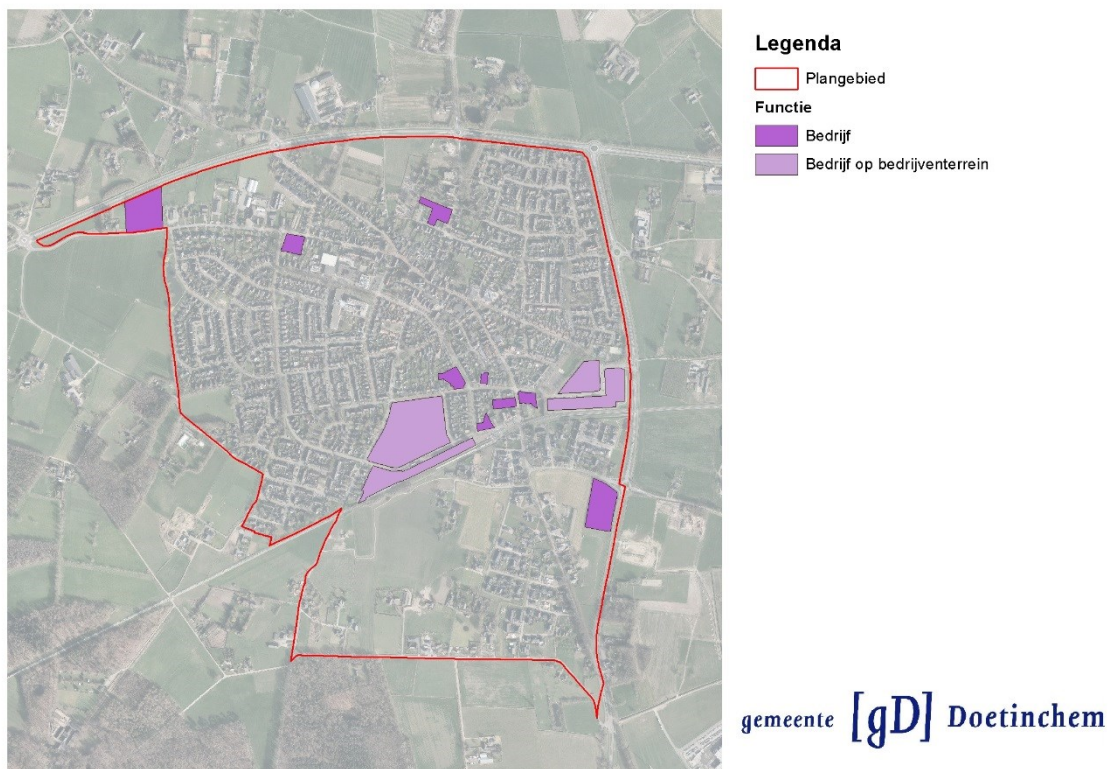 Legenda
Plangebied
Functie
Bedrijf
Bedrijf op bedrijventerrein
gemeente [gD] Doetinchem